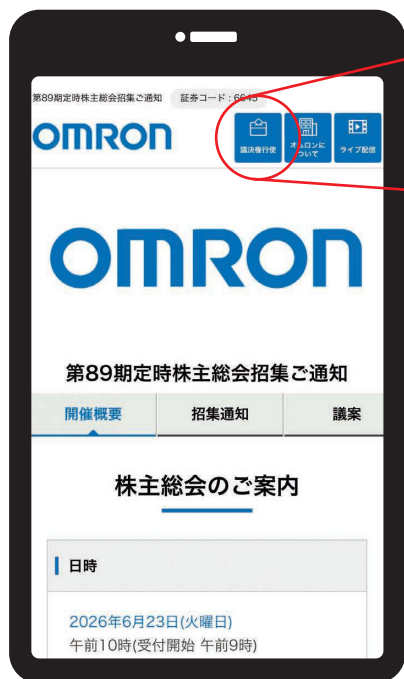 第89期定時株主総会招集ご通知 証券コード:6645
OMRON
議決権行使
オムロンに
ついて
ライブ配信
OMRON
第89期定時株主総会招集ご通知
開催概要 招集通知 議案
株主総会のご案内
日時
2026年6月23日(火曜日)
午前10時(受付開始 午前9時)